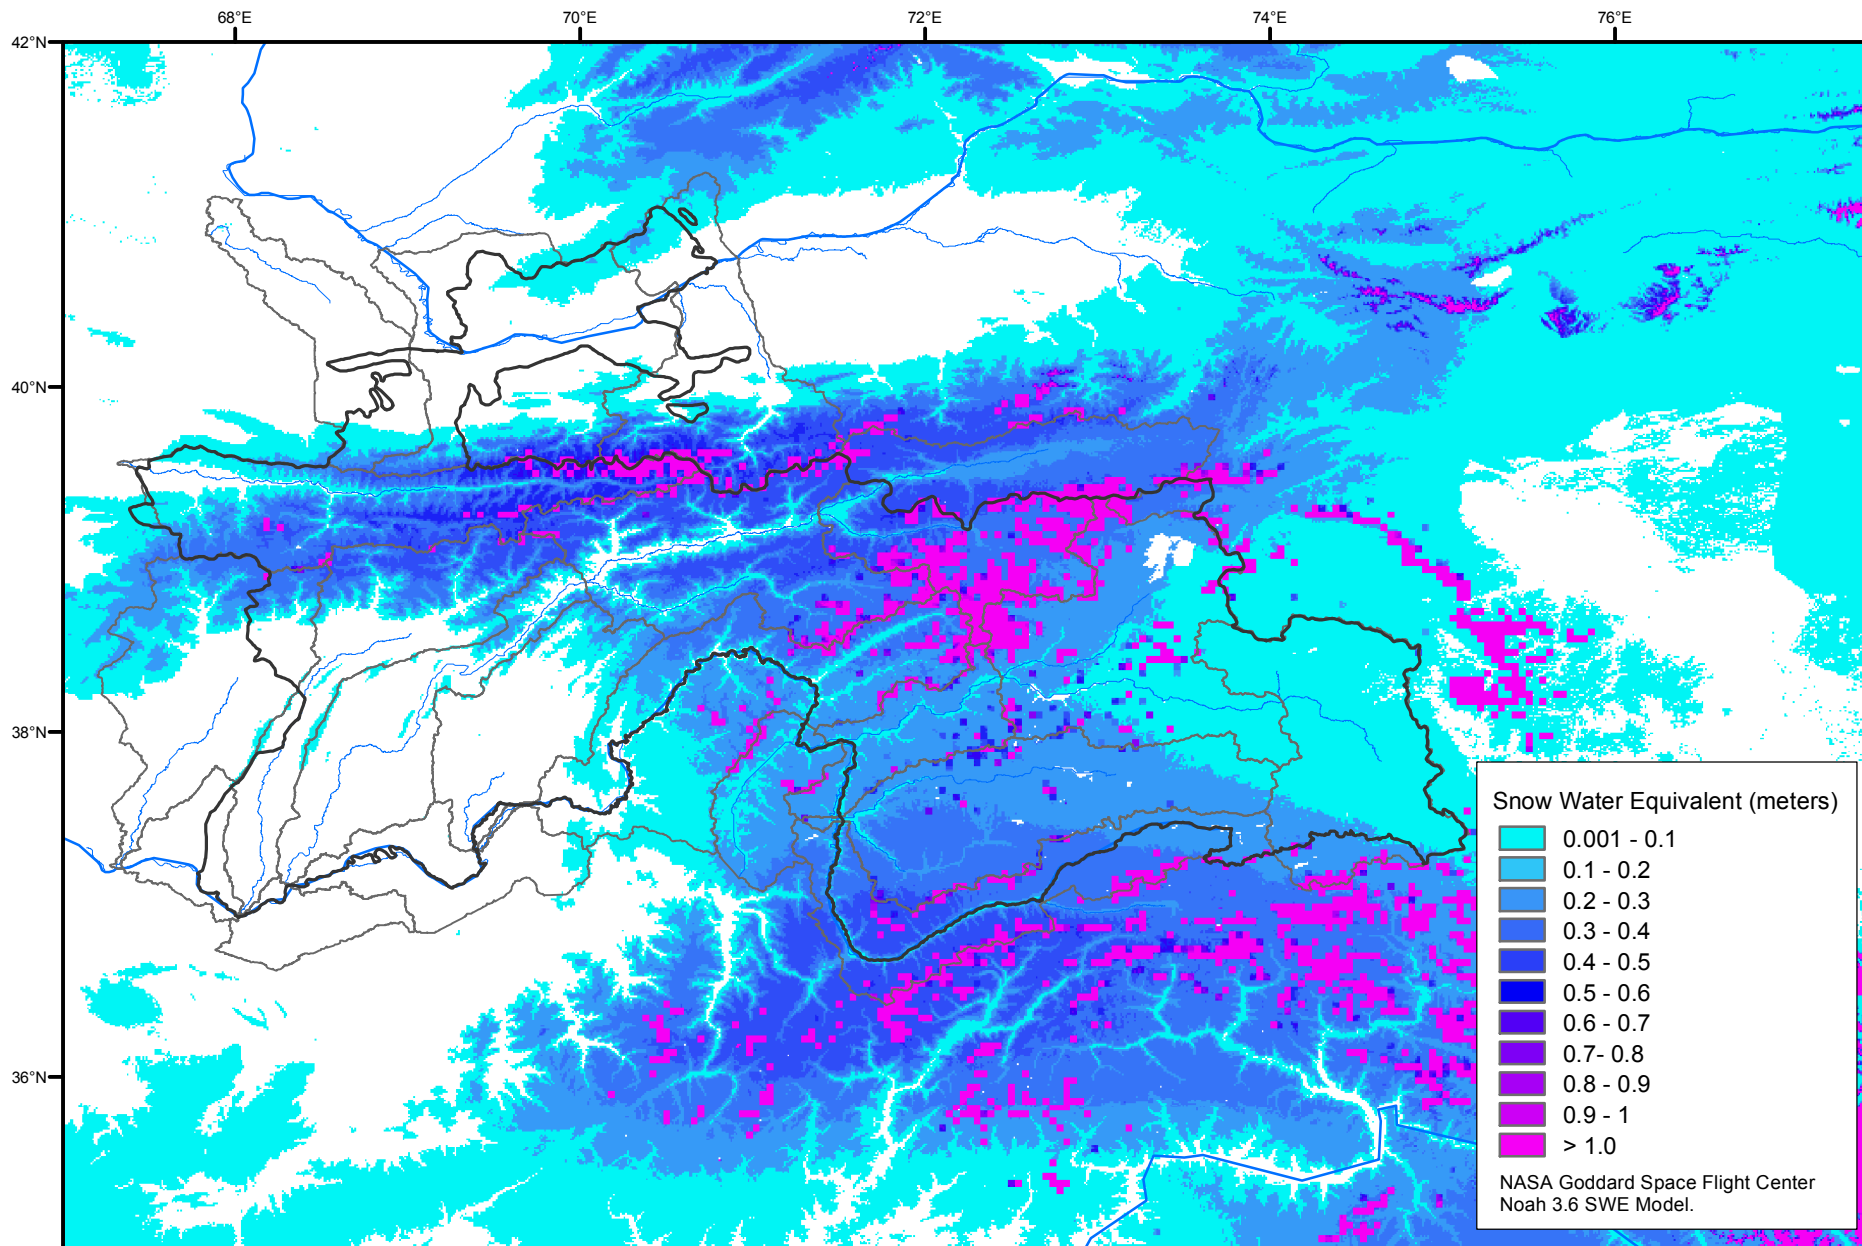 68°E
70°E
72°E
74°E
76°E
42°N
40°N
38°N
36°N
Snow Water Equivalent (meters)
0.001 - 0.1
0.1 - 0.2
0.2 - 0.3
0.3 - 0.4
0.4 - 0.5
0.5 - 0.6
0.6 - 0.7
0.7- 0.8
0.8 - 0.9
0.9 - 1
> 1.0
NASA Goddard Space Flight Center
Noah 3.6 SWE Model.